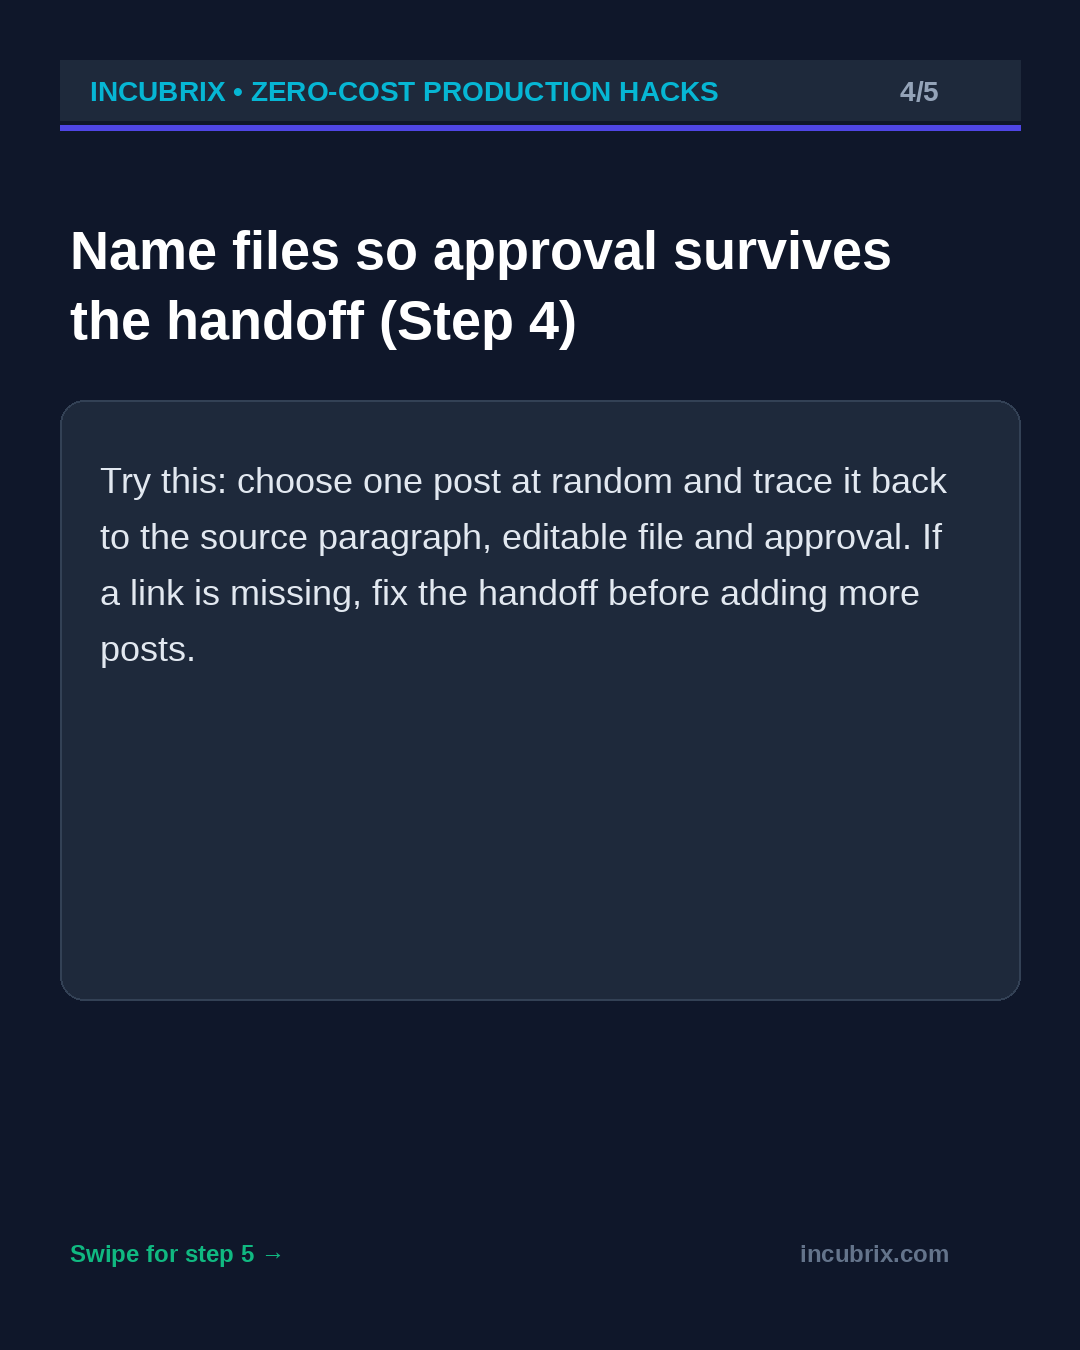 INCUBRIX • ZERO-COST PRODUCTION HACKS 4/5
Name files so approval survives
the handoff (Step 4)
Try this: choose one post at random and trace it back
to the source paragraph, editable file and approval. If
a link is missing, fix the handoff before adding more
posts.
Swipe for step 5 → incubrix.com